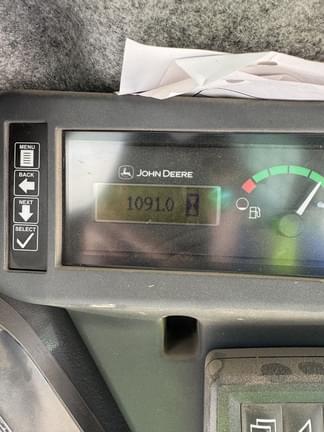 MENU
BACK
NEXT
SELECT
JOHN DEERE
1091.0